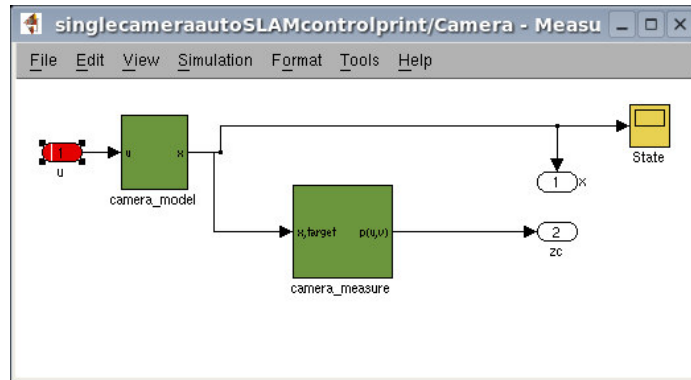 singlecameraautoSLAMcontrolprint/Camera - Measu
File Edit View Simulation Format Tools Help
1
u
u x
camera_model
State
1 x
x,target p(u,v)
camera_measure
2
zc